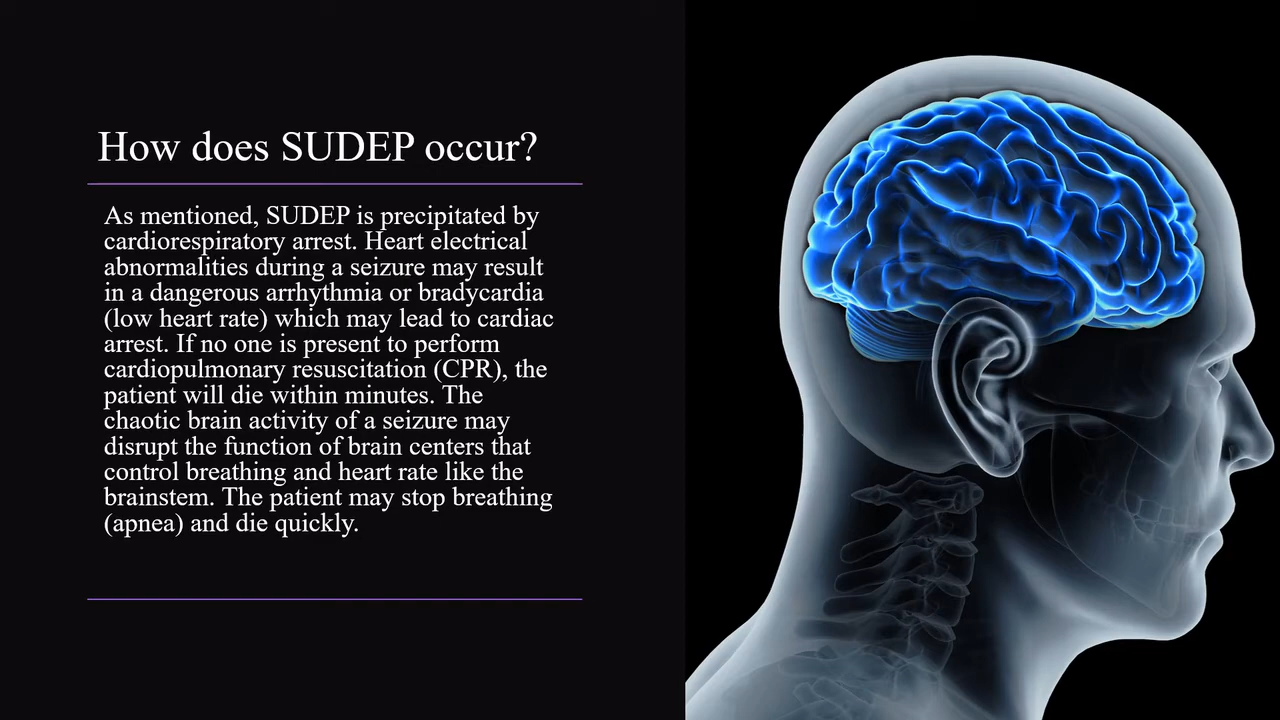 How does SUDEP occur?
As mentioned, SUDEP is precipitated by
cardiorespiratory arrest. Heart electrical
abnormalities during a seizure may result
in a dangerous arrhythmia or bradycardia
(low heart rate) which may lead to cardiac
arrest. If no one is present to perform
cardiopulmonary resuscitation (CPR), the
patient will die within minutes. The
chaotic brain activity of a seizure may
disrupt the function of brain centers that
control breathing and heart rate like the
brainstem. The patient may stop breathing
(apnea) and die quickly.